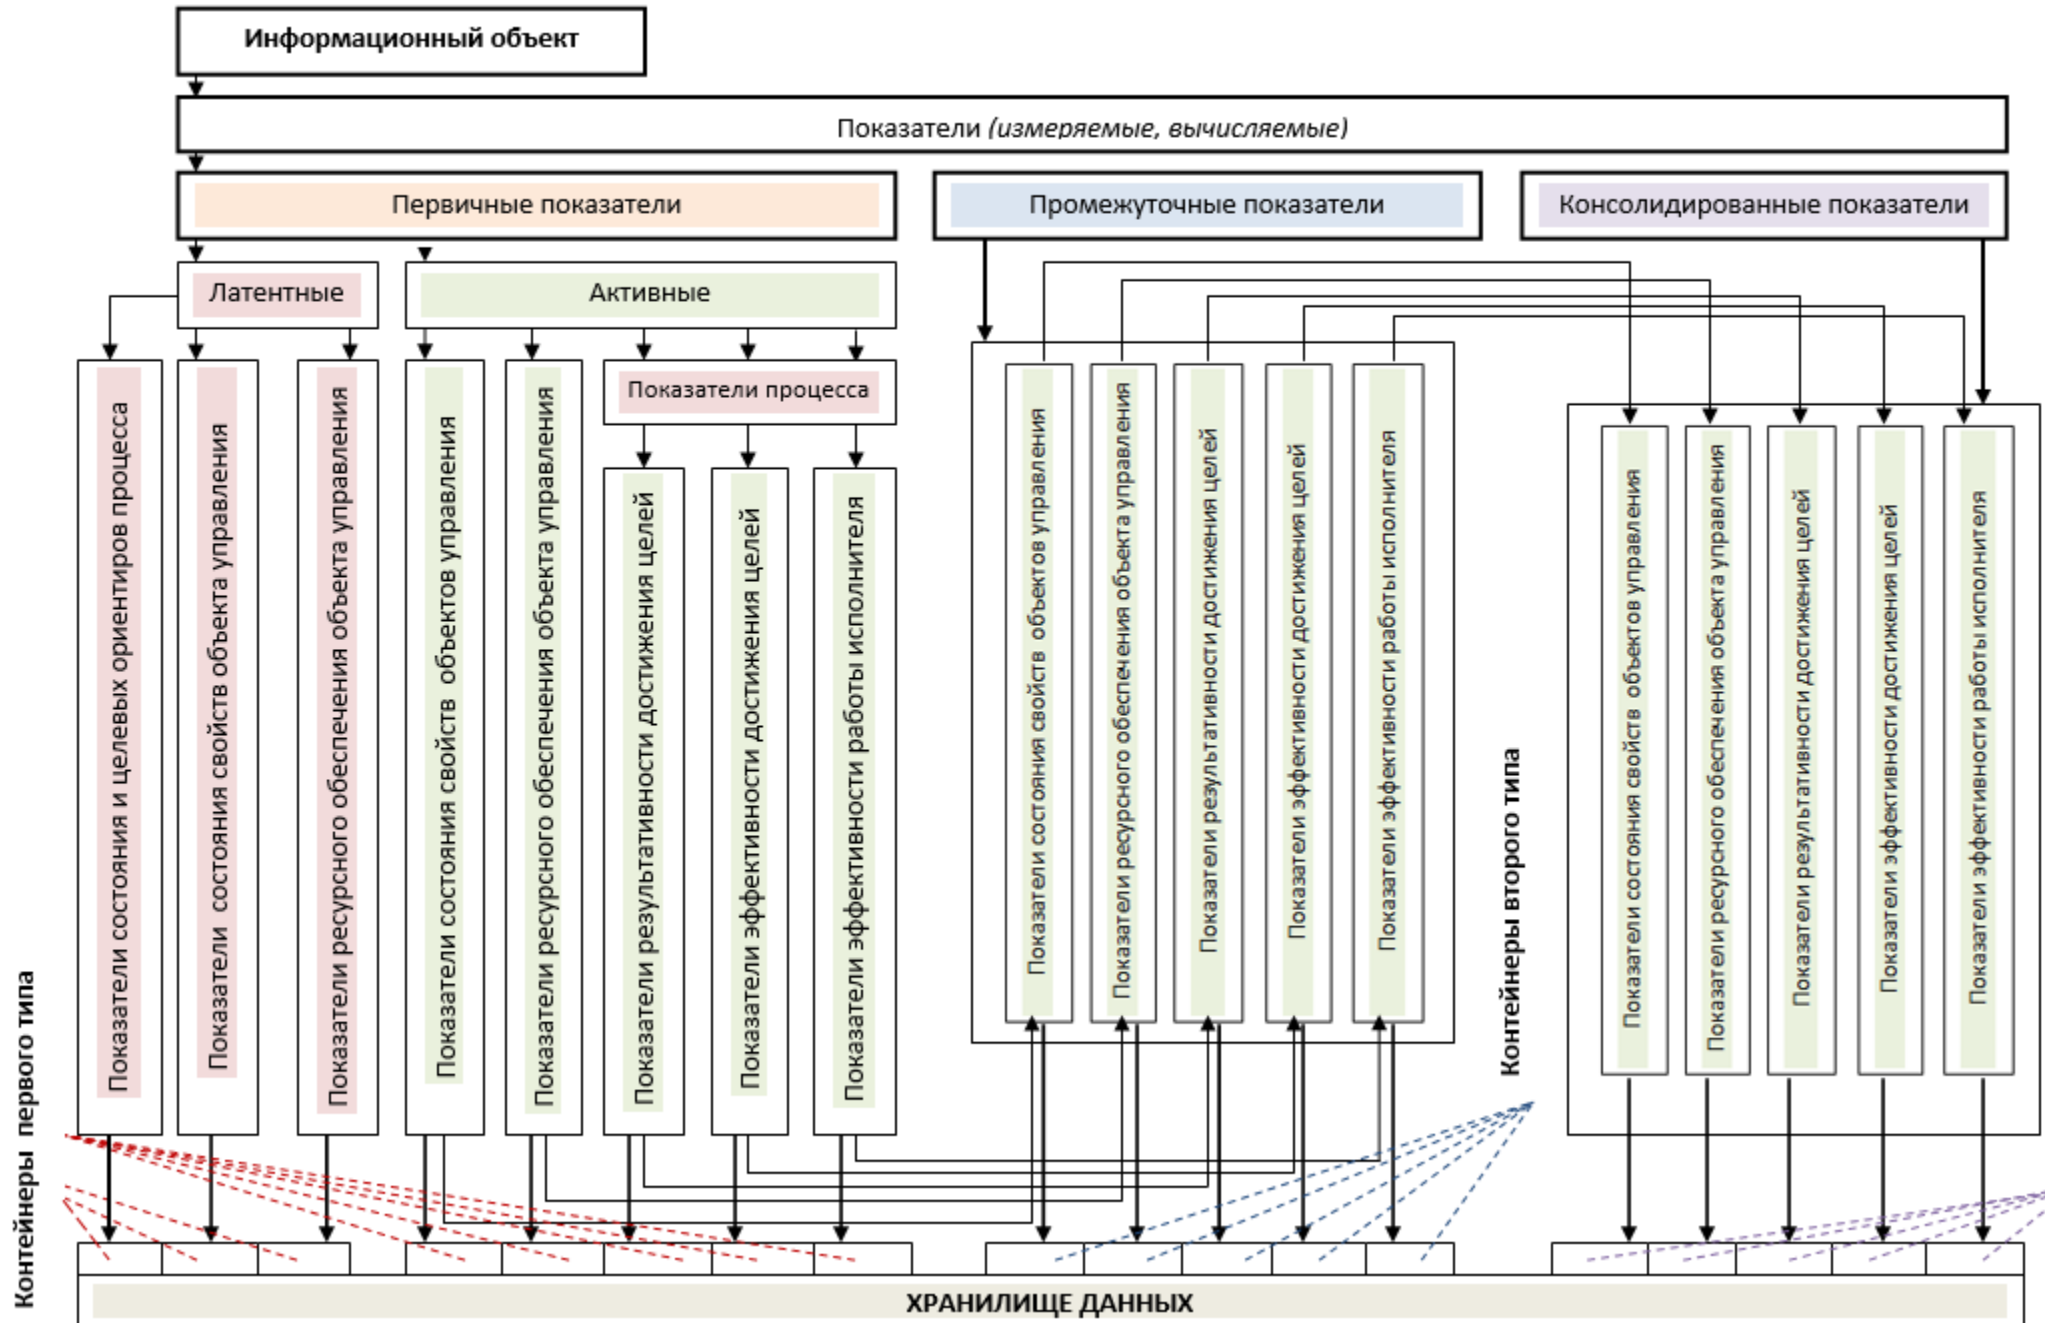 Информационный объект
Показатели (измеряемые, вычисляемые)
Первичные показатели
Промежуточные показатели
Консолидированные показатели
Латентные
Активные
Показатели процесса
Показатели состояния и целевых ориентиров процесса
Показатели состояния свойств объекта управления
Показатели ресурсного обеспечения объекта управления
Показатели состояния свойств объектов управления
Показатели ресурсного обеспечения объекта управления
Показатели результативности достижения целей
Показатели эффективности достижения целей
Показатели эффективности работы исполнителя
Показатели состояния свойств объектов управления
Показатели ресурсного обеспечения объекта управления
Показатели результативности достижения целей
Показатели эффективности достижения целей
Показатели эффективности работы исполнителя
Показатели состояния свойств объектов управления
Показатели ресурсного обеспечения объекта управления
Показатели результативности достижения целей
Показатели эффективности достижения целей
Показатели эффективности работы исполнителя
Контейнеры первого типа
Контейнеры второго типа
ХРАНИЛИЩЕ ДАННЫХ